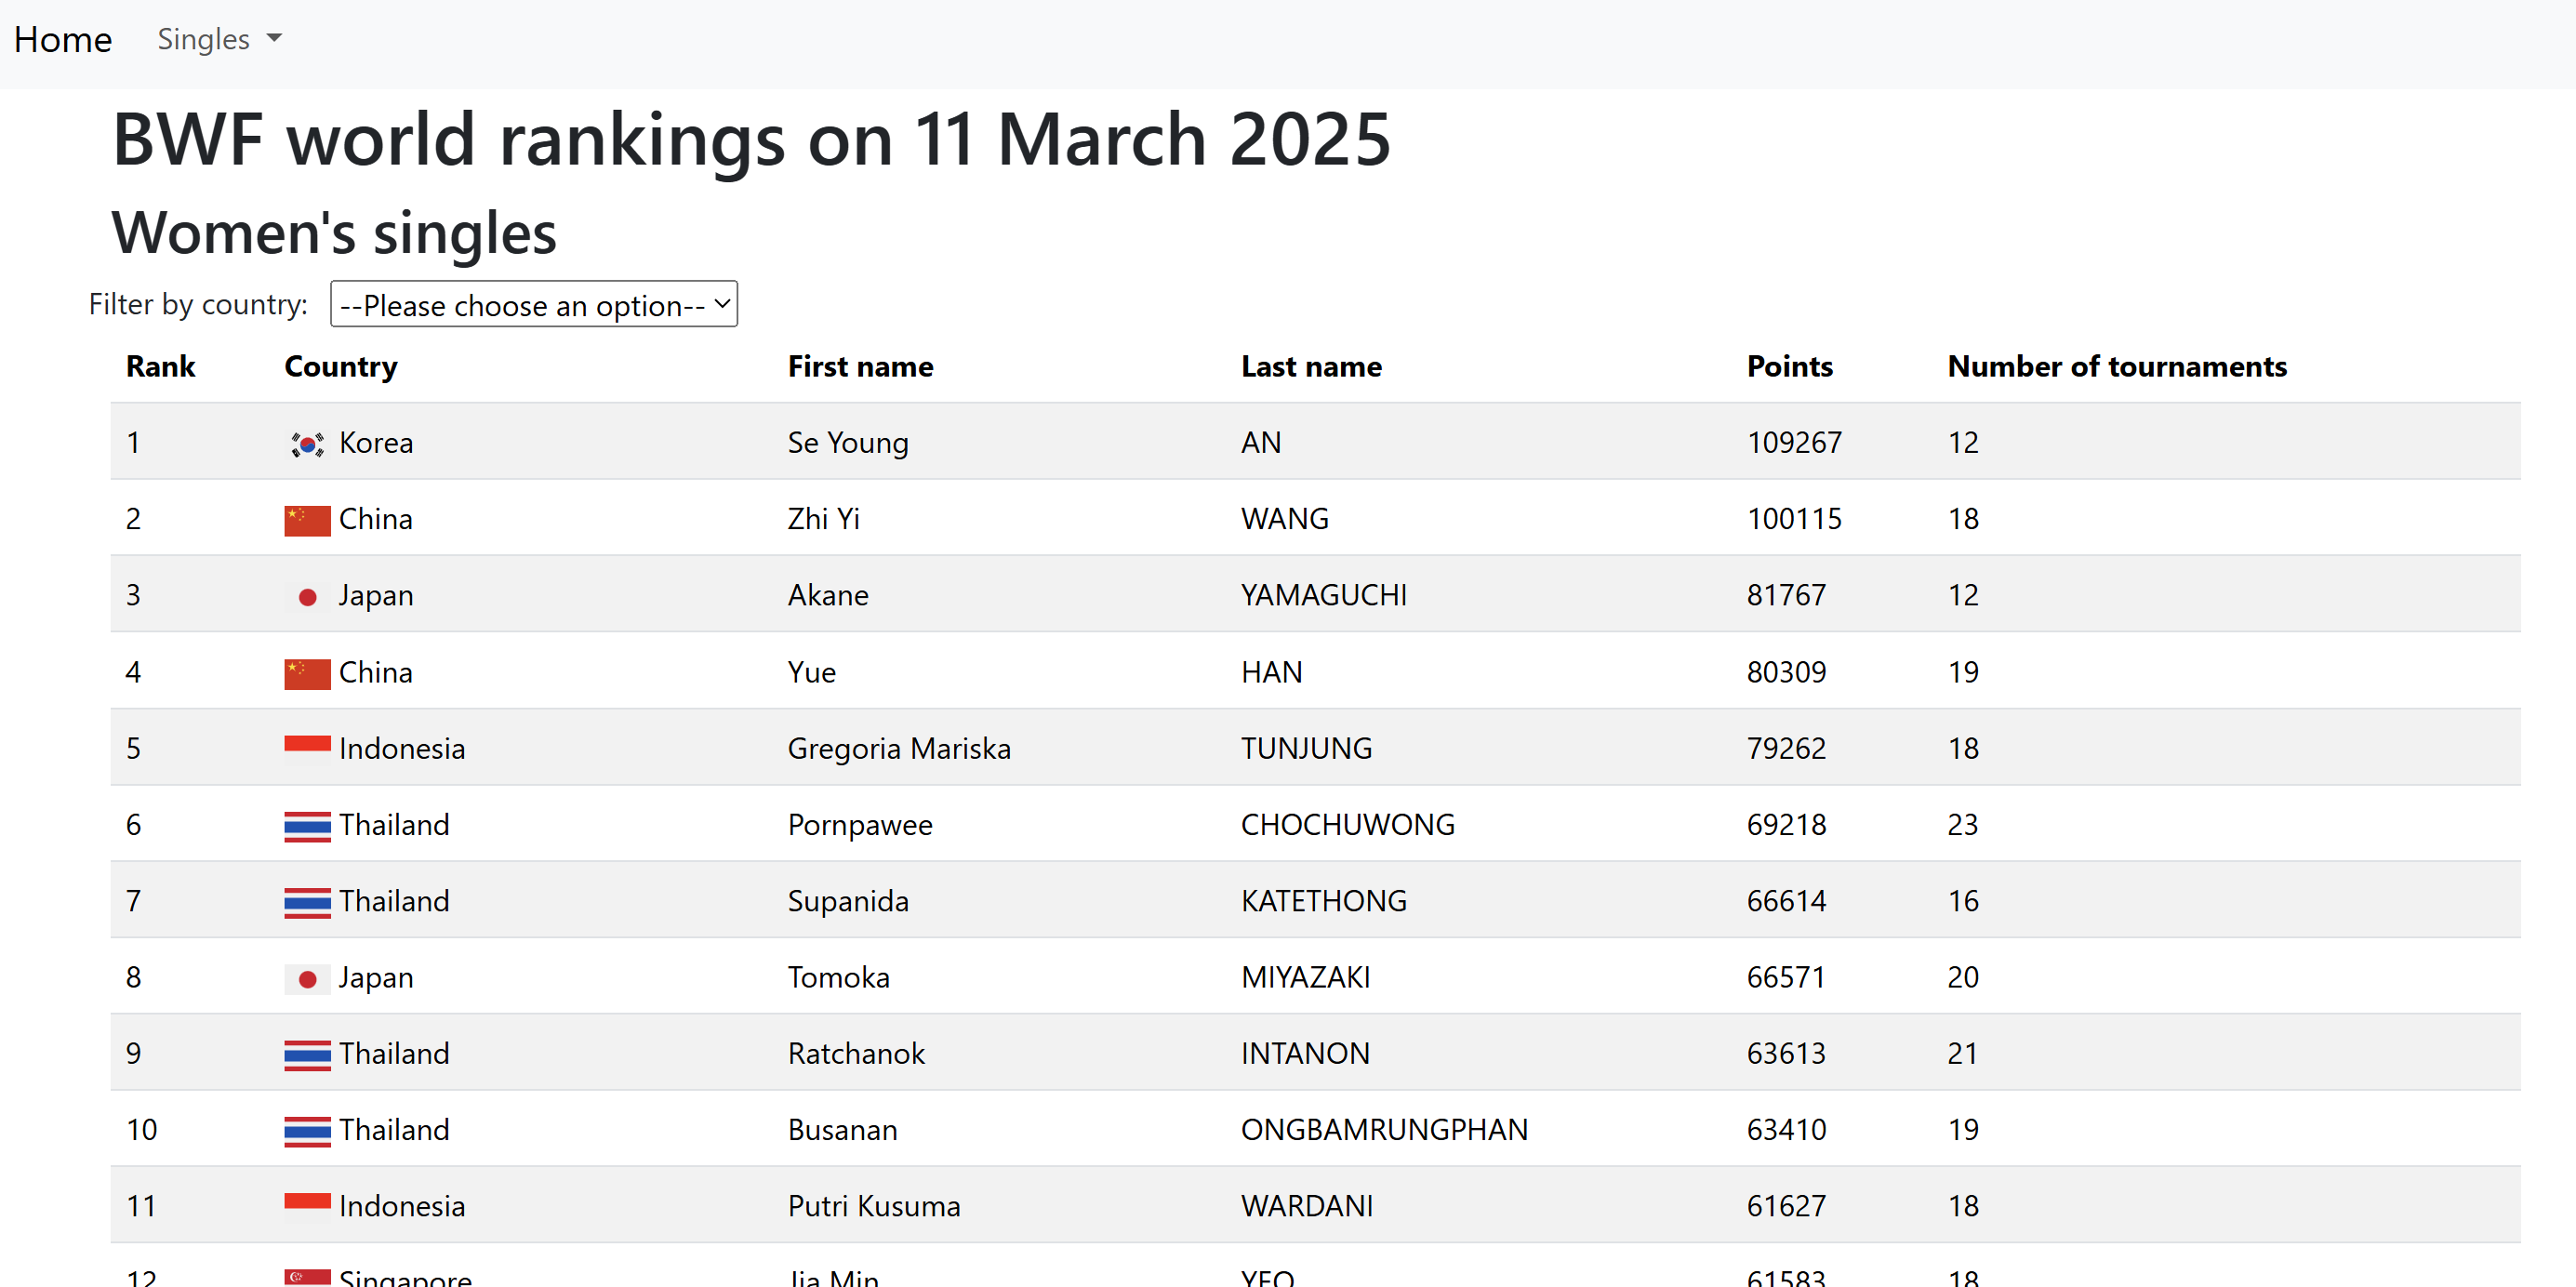 Home Singles
BWF world rankings on 11 March 2025
Women's singles
Filter by country: --Please choose an option--
Rank Country First name Last name Points Number of tournaments
1 Korea Se Young AN 109267 12
2 China Zhi Yi WANG 100115 18
3 Japan Akane YAMAGUCHI 81767 12
4 China Yue HAN 80309 19
5 Indonesia Gregoria Mariska TUNJUNG 79262 18
6 Thailand Pornpawee CHOCHUWONG 69218 23
7 Thailand Supanida KATETHONG 66614 16
8 Japan Tomoka MIYAZAKI 66571 20
9 Thailand Ratchanok INTANON 63613 21
10 Thailand Busanan ONGBAMRUNGPHAN 63410 19
11 Indonesia Putri Kusuma WARDANI 61627 18
12 Singapore Jia Min YEO 61583 18